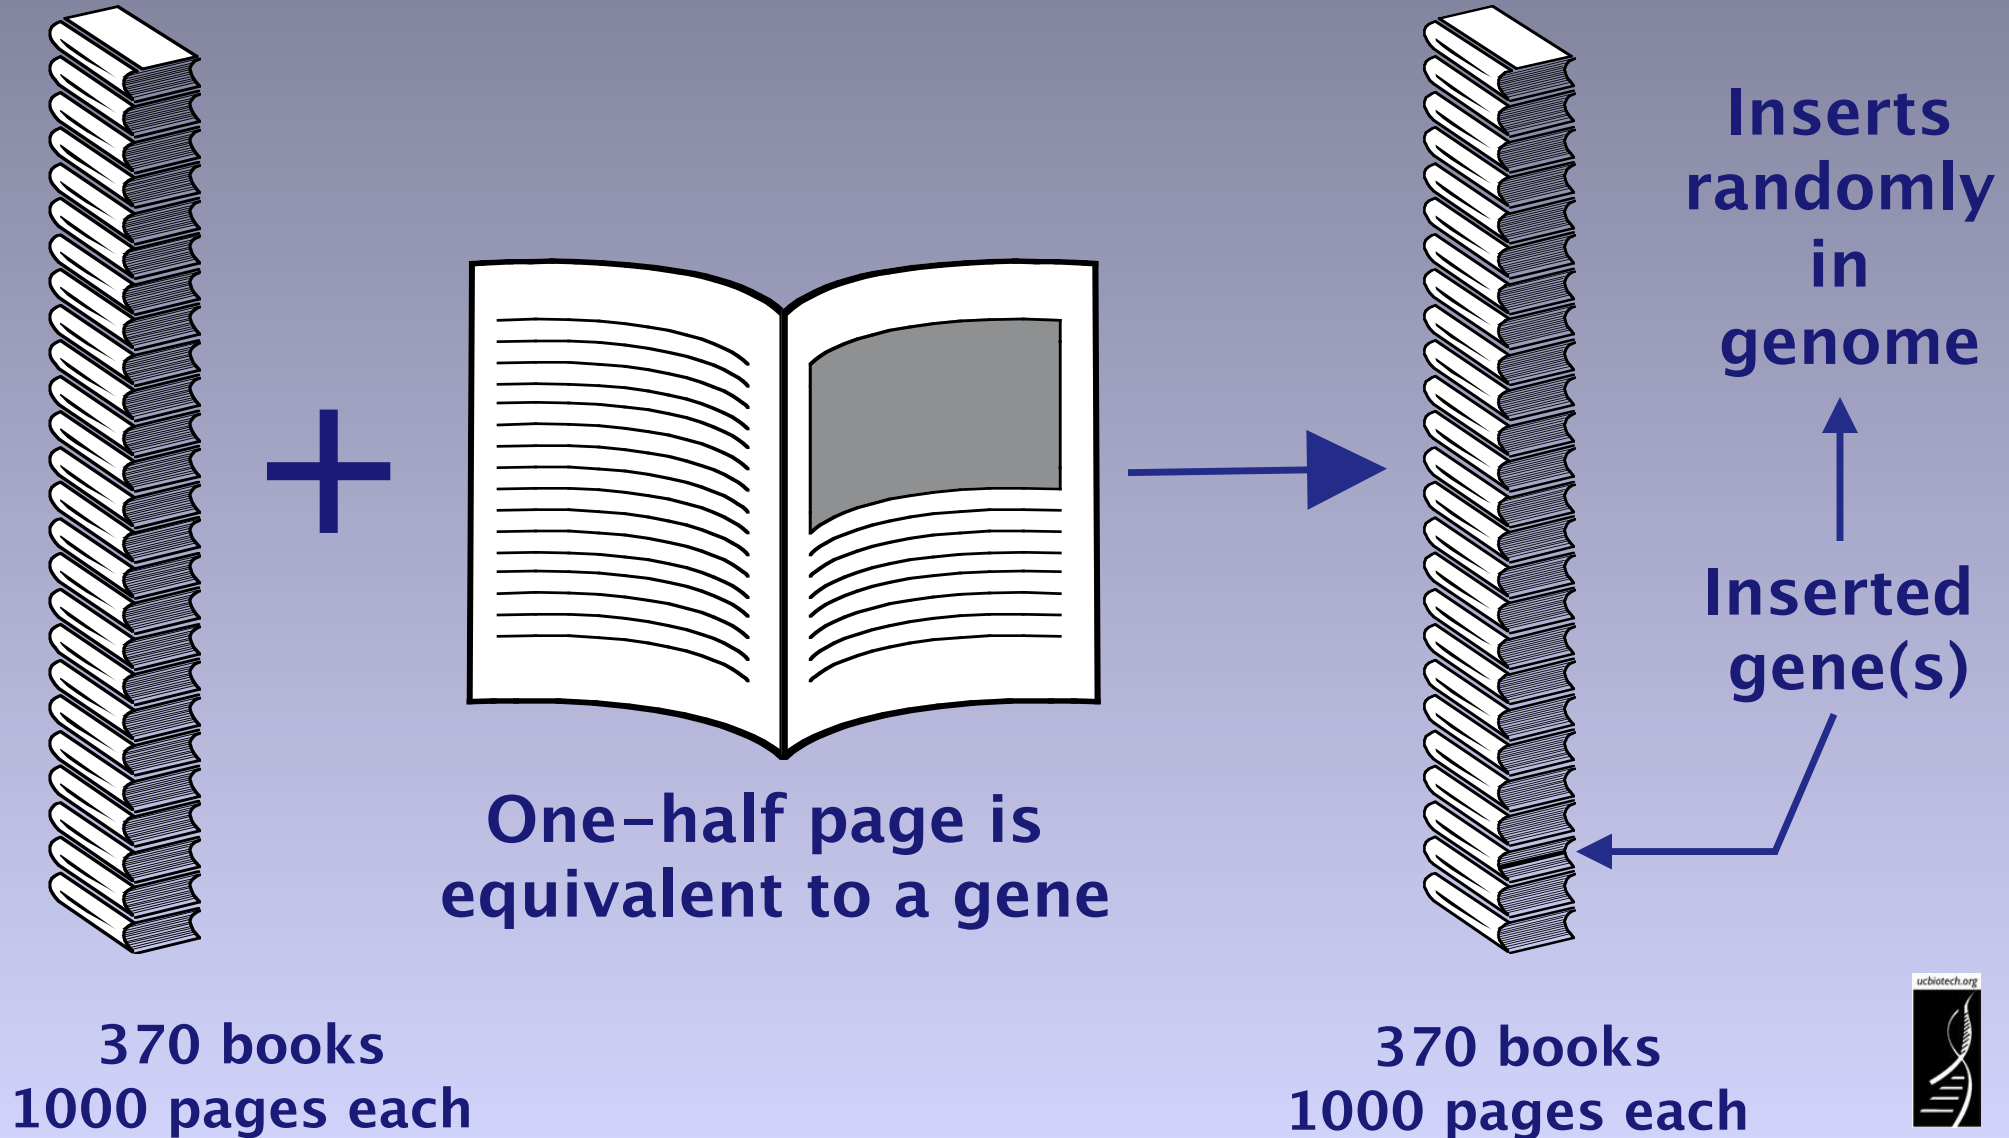 Inserts
randomly
in
genome
Inserted
gene(s)
One-half page is
equivalent to a gene
370 books
1000 pages each
370 books
1000 pages each
ucbiotech.org